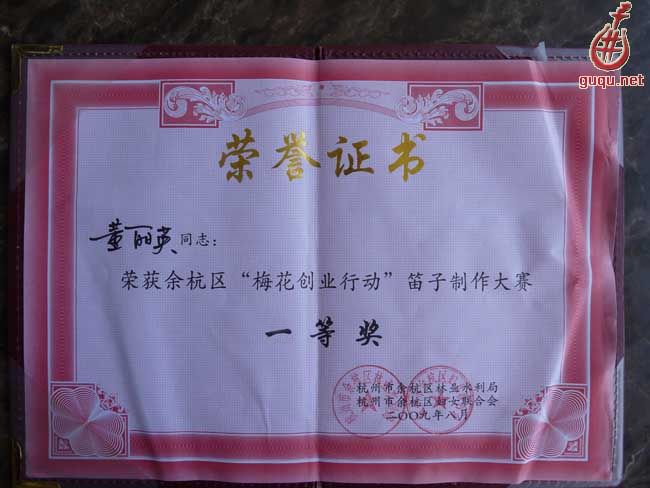 guqu.net
荣誉证书
董丽英同志：
荣获余杭区“梅花创业行动”笛子制作大赛
一等奖
杭州市余杭区林业水利局
杭州市余杭区妇女联合会
二〇〇九年八月